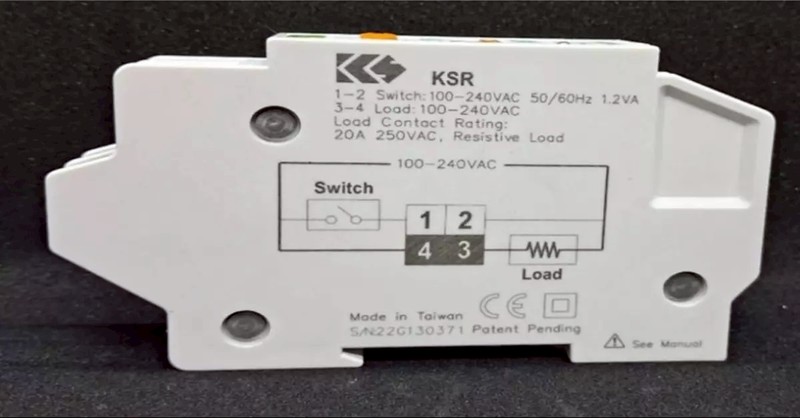 KSR
1-2 Switch: 100-240VAC 50/60Hz 1.2VA
3-4 Load: 100-240VAC
Load Contact Rating:
20A 250VAC, Resistive Load
100-240VAC
Switch
1 2
4 3
Load
Made in Taiwan CE
S/N:22G130371 Patent Pending
See Manual